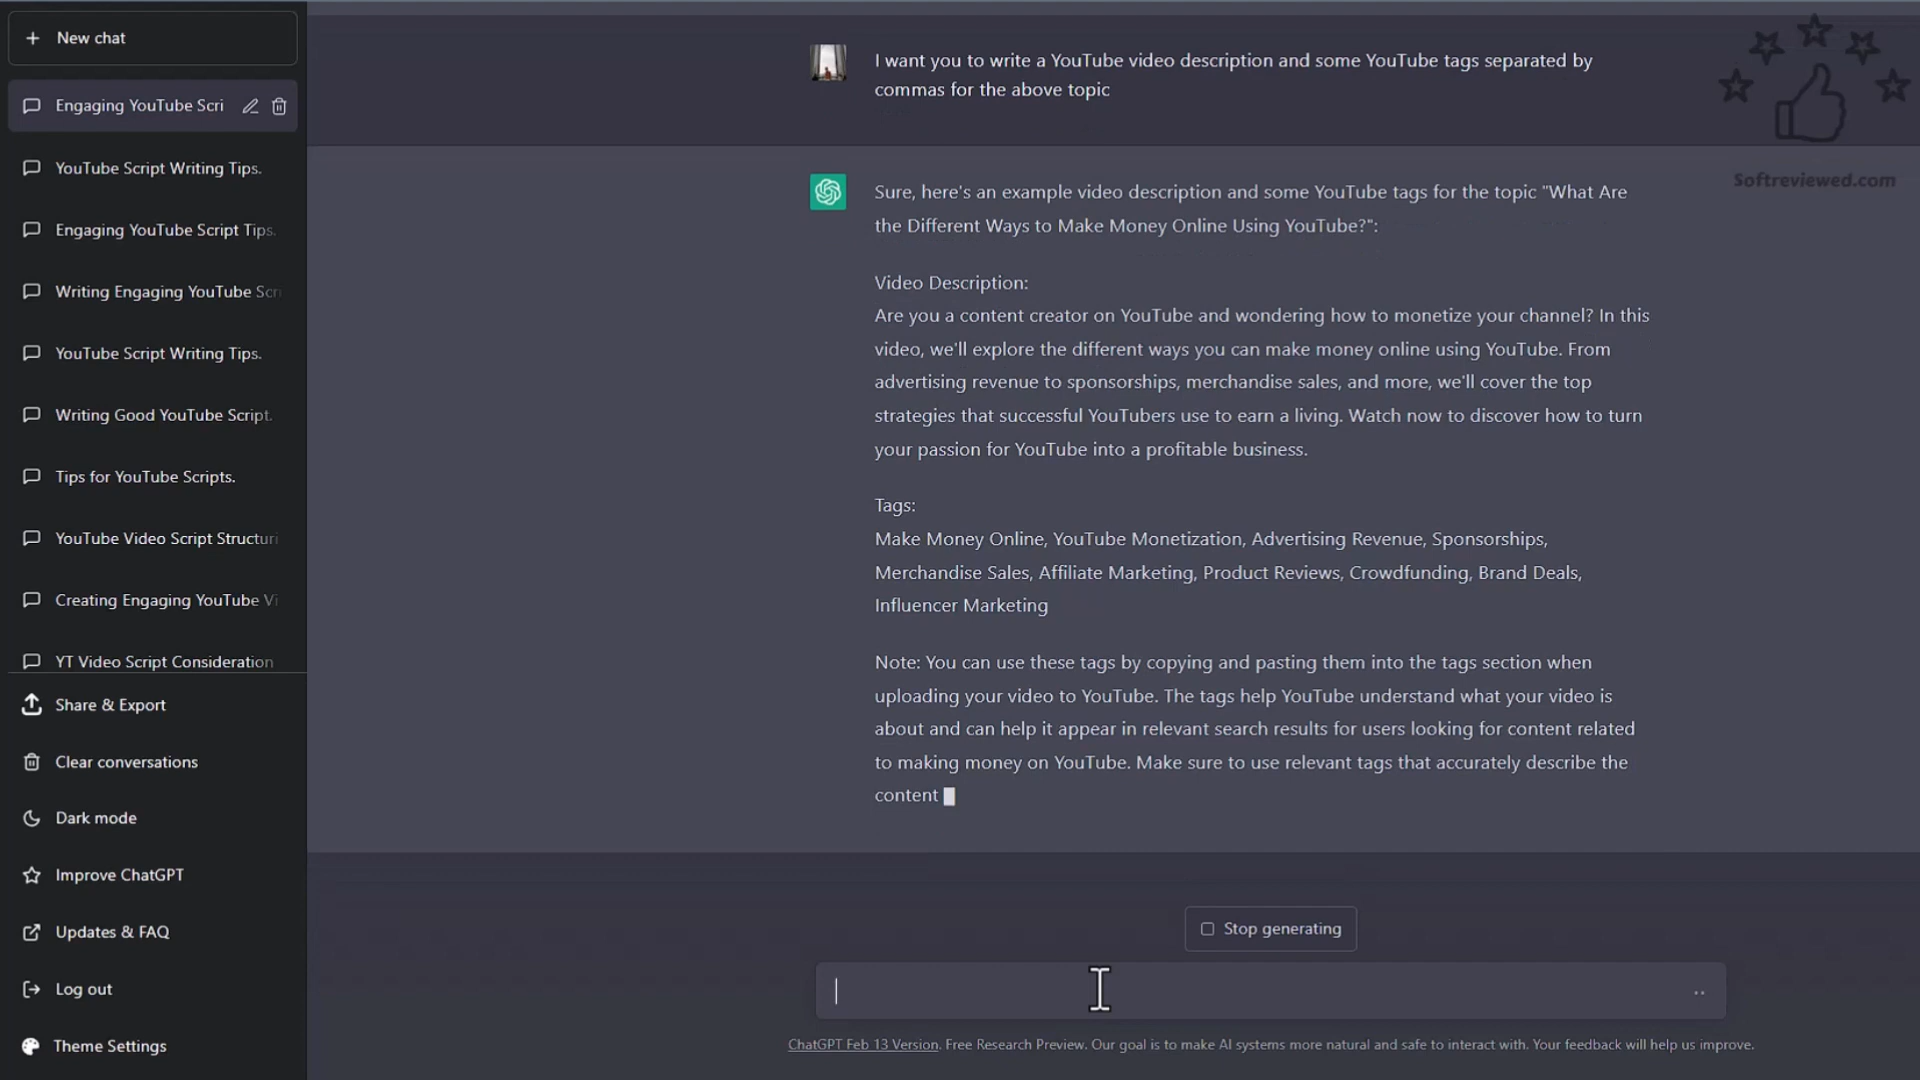 New chat
Engaging YouTube Scri
YouTube Script Writing Tips.
Engaging YouTube Script Tips.
Writing Engaging YouTube Scr
YouTube Script Writing Tips.
Writing Good YouTube Script.
Tips for YouTube Scripts.
YouTube Video Script Structuri
Creating Engaging YouTube Vi
YT Video Script Consideration
Share & Export
Clear conversations
Dark mode
Improve ChatGPT
Updates & FAQ
Log out
Theme Settings
I want you to write a YouTube video description and some YouTube tags separated by
commas for the above topic
Softreviewed.com
Sure, here's an example video description and some YouTube tags for the topic "What Are
the Different Ways to Make Money Online Using YouTube?":
Video Description:
Are you a content creator on YouTube and wondering how to monetize your channel? In this
video, we'll explore the different ways you can make money online using YouTube. From
advertising revenue to sponsorships, merchandise sales, and more, we'll cover the top
strategies that successful YouTubers use to earn a living. Watch now to discover how to turn
your passion for YouTube into a profitable business.
Tags:
Make Money Online, YouTube Monetization, Advertising Revenue, Sponsorships,
Merchandise Sales, Affiliate Marketing, Product Reviews, Crowdfunding, Brand Deals,
Influencer Marketing
Note: You can use these tags by copying and pasting them into the tags section when
uploading your video to YouTube. The tags help YouTube understand what your video is
about and can help it appear in relevant search results for users looking for content related
to making money on YouTube. Make sure to use relevant tags that accurately describe the
content
Stop generating
ChatGPT Feb 13 Version. Free Research Preview. Our goal is to make AI systems more natural and safe to interact with. Your feedback will help us improve.